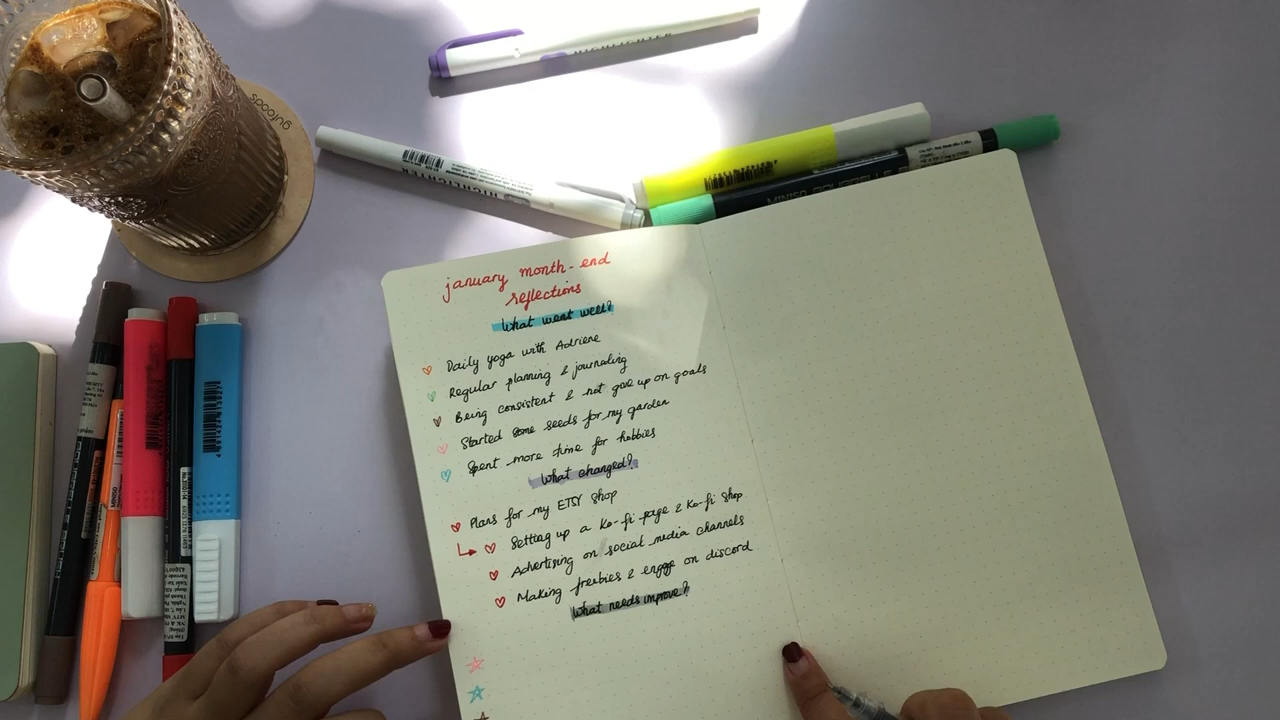 gufoods
HIGHLIGHTER
HIGHLIGHTER
january month-end
reflections
What went well?
Daily yoga with Adriene
Regular planning & journaling
Being consistent & not give up on goals
Started some seeds for my garden
Spent more time for hobbies
What changed?
Plans for my ETSY shop
Setting up a Ko-fi page & Ko-fi shop
Advertising on social media channels
Making freebies & engage on discord
What needs improve?